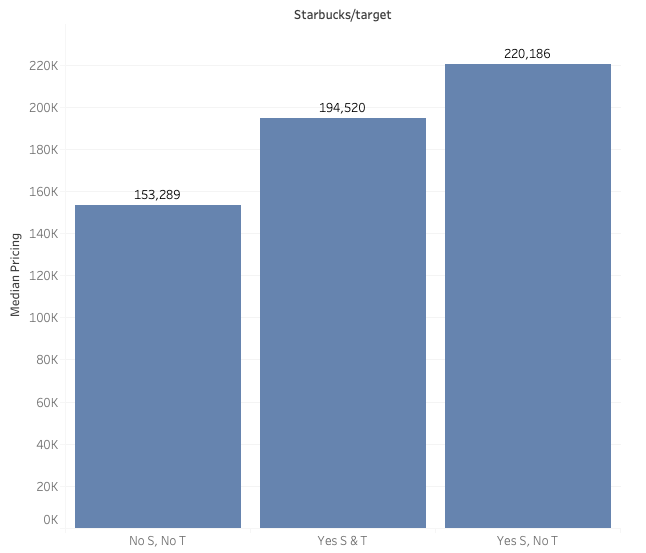 Starbucks/target
220,186
220K
200K
194,520
180K
160K
153,289
140K
Median Pricing
120K
100K
80K
60K
40K
20K
0K
No S, No T
Yes S & T
Yes S, No T